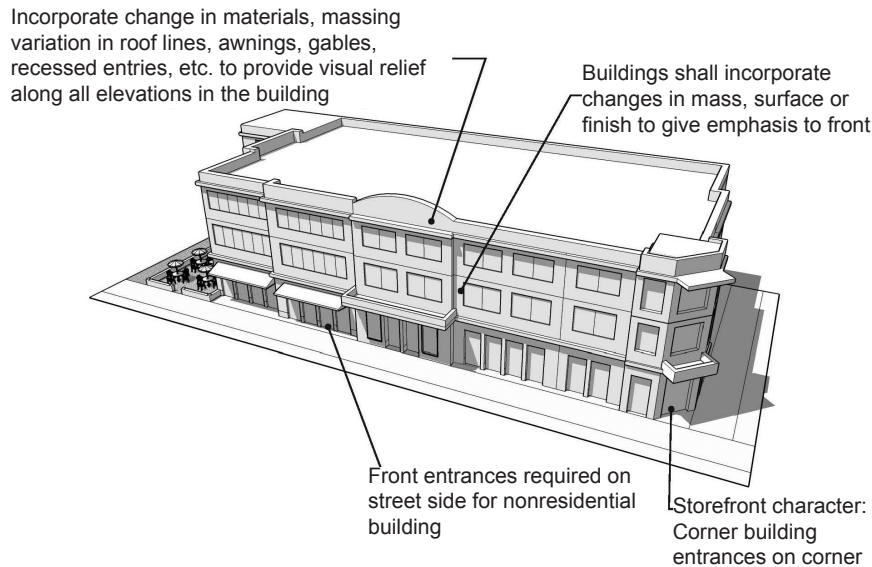 Incorporate change in materials, massing
variation in roof lines, awnings, gables,
recessed entries, etc. to provide visual relief
along all elevations in the building
Buildings shall incorporate
changes in mass, surface or
finish to give emphasis to front
Front entrances required on
street side for nonresidential
building
Storefront character:
Corner building
entrances on corner